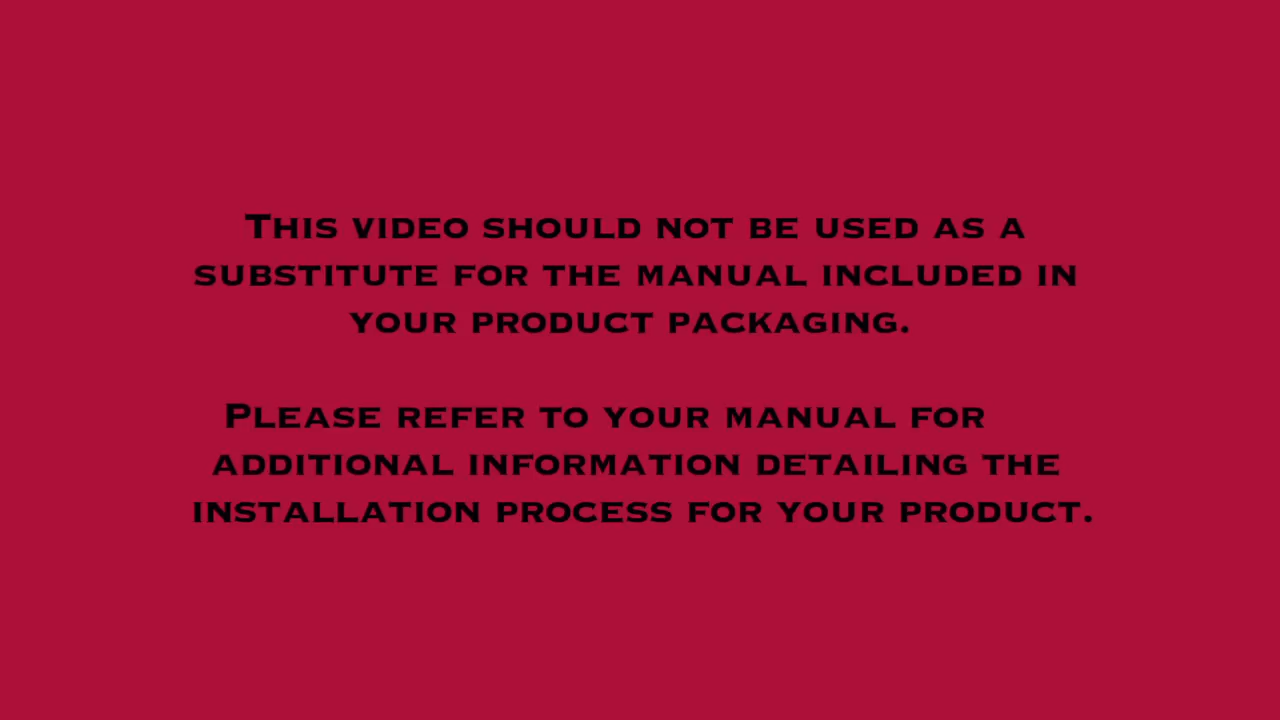 This video should not be used as a
substitute for the manual included in
your product packaging.
Please refer to your manual for
additional information detailing the
installation process for your product.